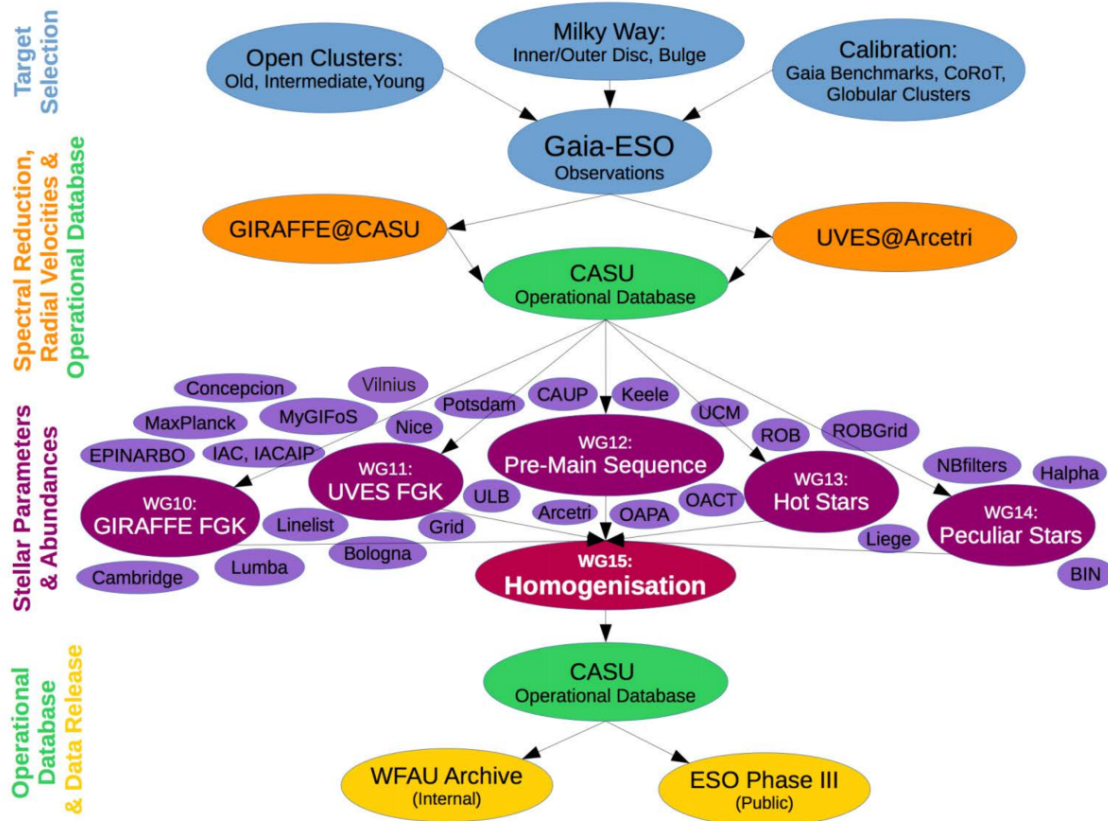 Target
Selection
Open Clusters:
Old, Intermediate,Young
Milky Way:
Inner/Outer Disc, Bulge
Calibration:
Gaia Benchmarks, CoRoT,
Globular Clusters
Gaia-ESO
Observations
Spectral Reduction,
Radial Velocities &
Operational Database
GIRAFFE@CASU
UVES@Arcetri
CASU
Operational Database
Stellar Parameters
& Abundances
Concepcion
Vilnius
MaxPlanck
MyGIFoS
Nice
Potsdam
CAUP
Keele
UCM
ROB
ROBGrid
EPINARBO
IAC, IACAIP
NBfilters
Halpha
WG10:
GIRAFFE FGK
WG11:
UVES FGK
WG12:
Pre-Main Sequence
WG13:
Hot Stars
WG14:
Peculiar Stars
Linelist
Grid
ULB
Arcetri
OAPA
OACT
Liege
Cambridge
Lumba
Bologna
BIN
WG15:
Homogenisation
Operational
Database
& Data Release
CASU
Operational Database
WFAU Archive
(Internal)
ESO Phase III
(Public)